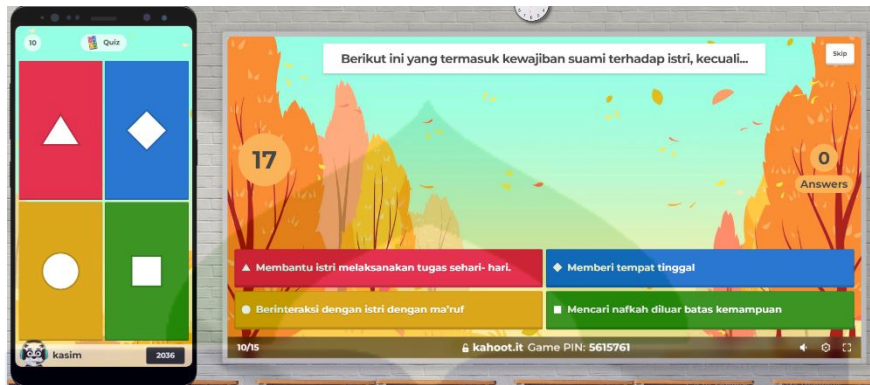 10
Quiz
kasim
2036
Berikut ini yang termasuk kewajiban suami terhadap istri, kecuali...
Skip
17
0
Answers
Membantu istri melaksanakan tugas sehari- hari.
Memberi tempat tinggal
Berinteraksi dengan istri dengan ma'ruf
Mencari nafkah diluar batas kemampuan
10/15
kahoot.it Game PIN: 5615761